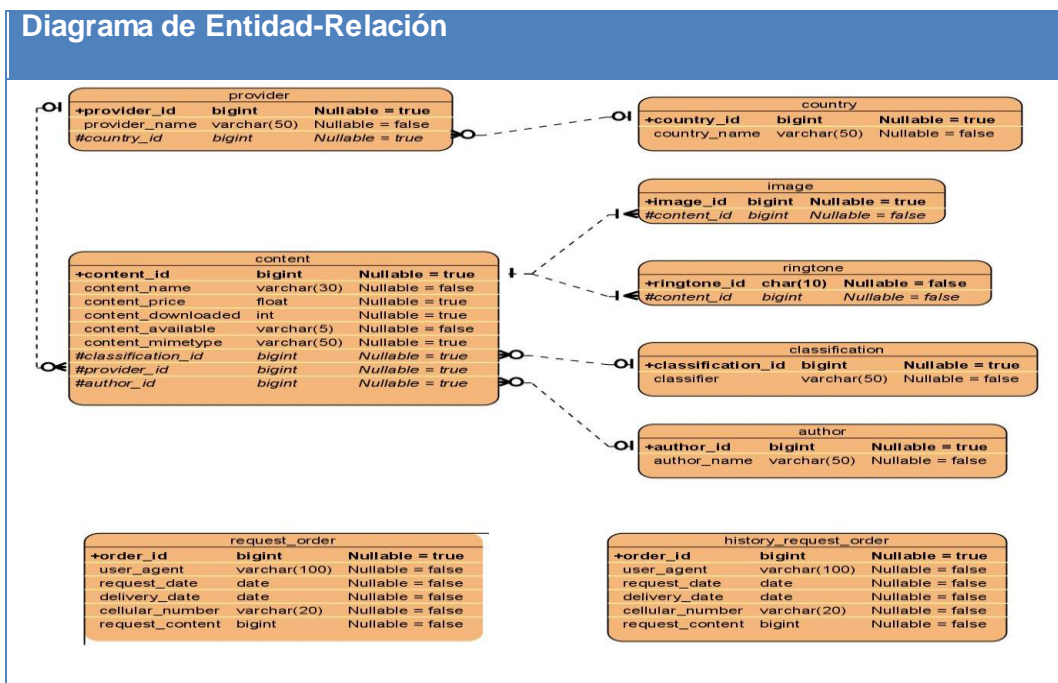 Diagrama de Entidad-Relación
provider
+provider_id bigint Nullable = true
provider_name varchar(50) Nullable = false
#country_id bigint Nullable = true
country
+country_id bigint Nullable = true
country_name varchar(50) Nullable = false
image
+image_id bigint Nullable = true
#content_id bigint Nullable = false
content
+content_id bigint Nullable = true
content_name varchar(30) Nullable = false
content_price float Nullable = true
content_downloaded int Nullable = true
content_available varchar(5) Nullable = false
content_mimetype varchar(50) Nullable = true
#classification_id bigint Nullable = true
#provider_id bigint Nullable = true
#author_id bigint Nullable = true
ringtone
+ringtone_id char(10) Nullable = false
#content_id bigint Nullable = false
classification
+classification_id bigint Nullable = true
classifier varchar(50) Nullable = false
author
+author_id bigint Nullable = true
author_name varchar(50) Nullable = false
request_order
+order_id bigint Nullable = true
user_agent varchar(100) Nullable = false
request_date date Nullable = false
delivery_date date Nullable = false
cellular_number varchar(20) Nullable = false
request_content bigint Nullable = false
history_request_order
+order_id bigint Nullable = true
user_agent varchar(100) Nullable = false
request_date date Nullable = false
delivery_date date Nullable = false
cellular_number varchar(20) Nullable = false
request_content bigint Nullable = false